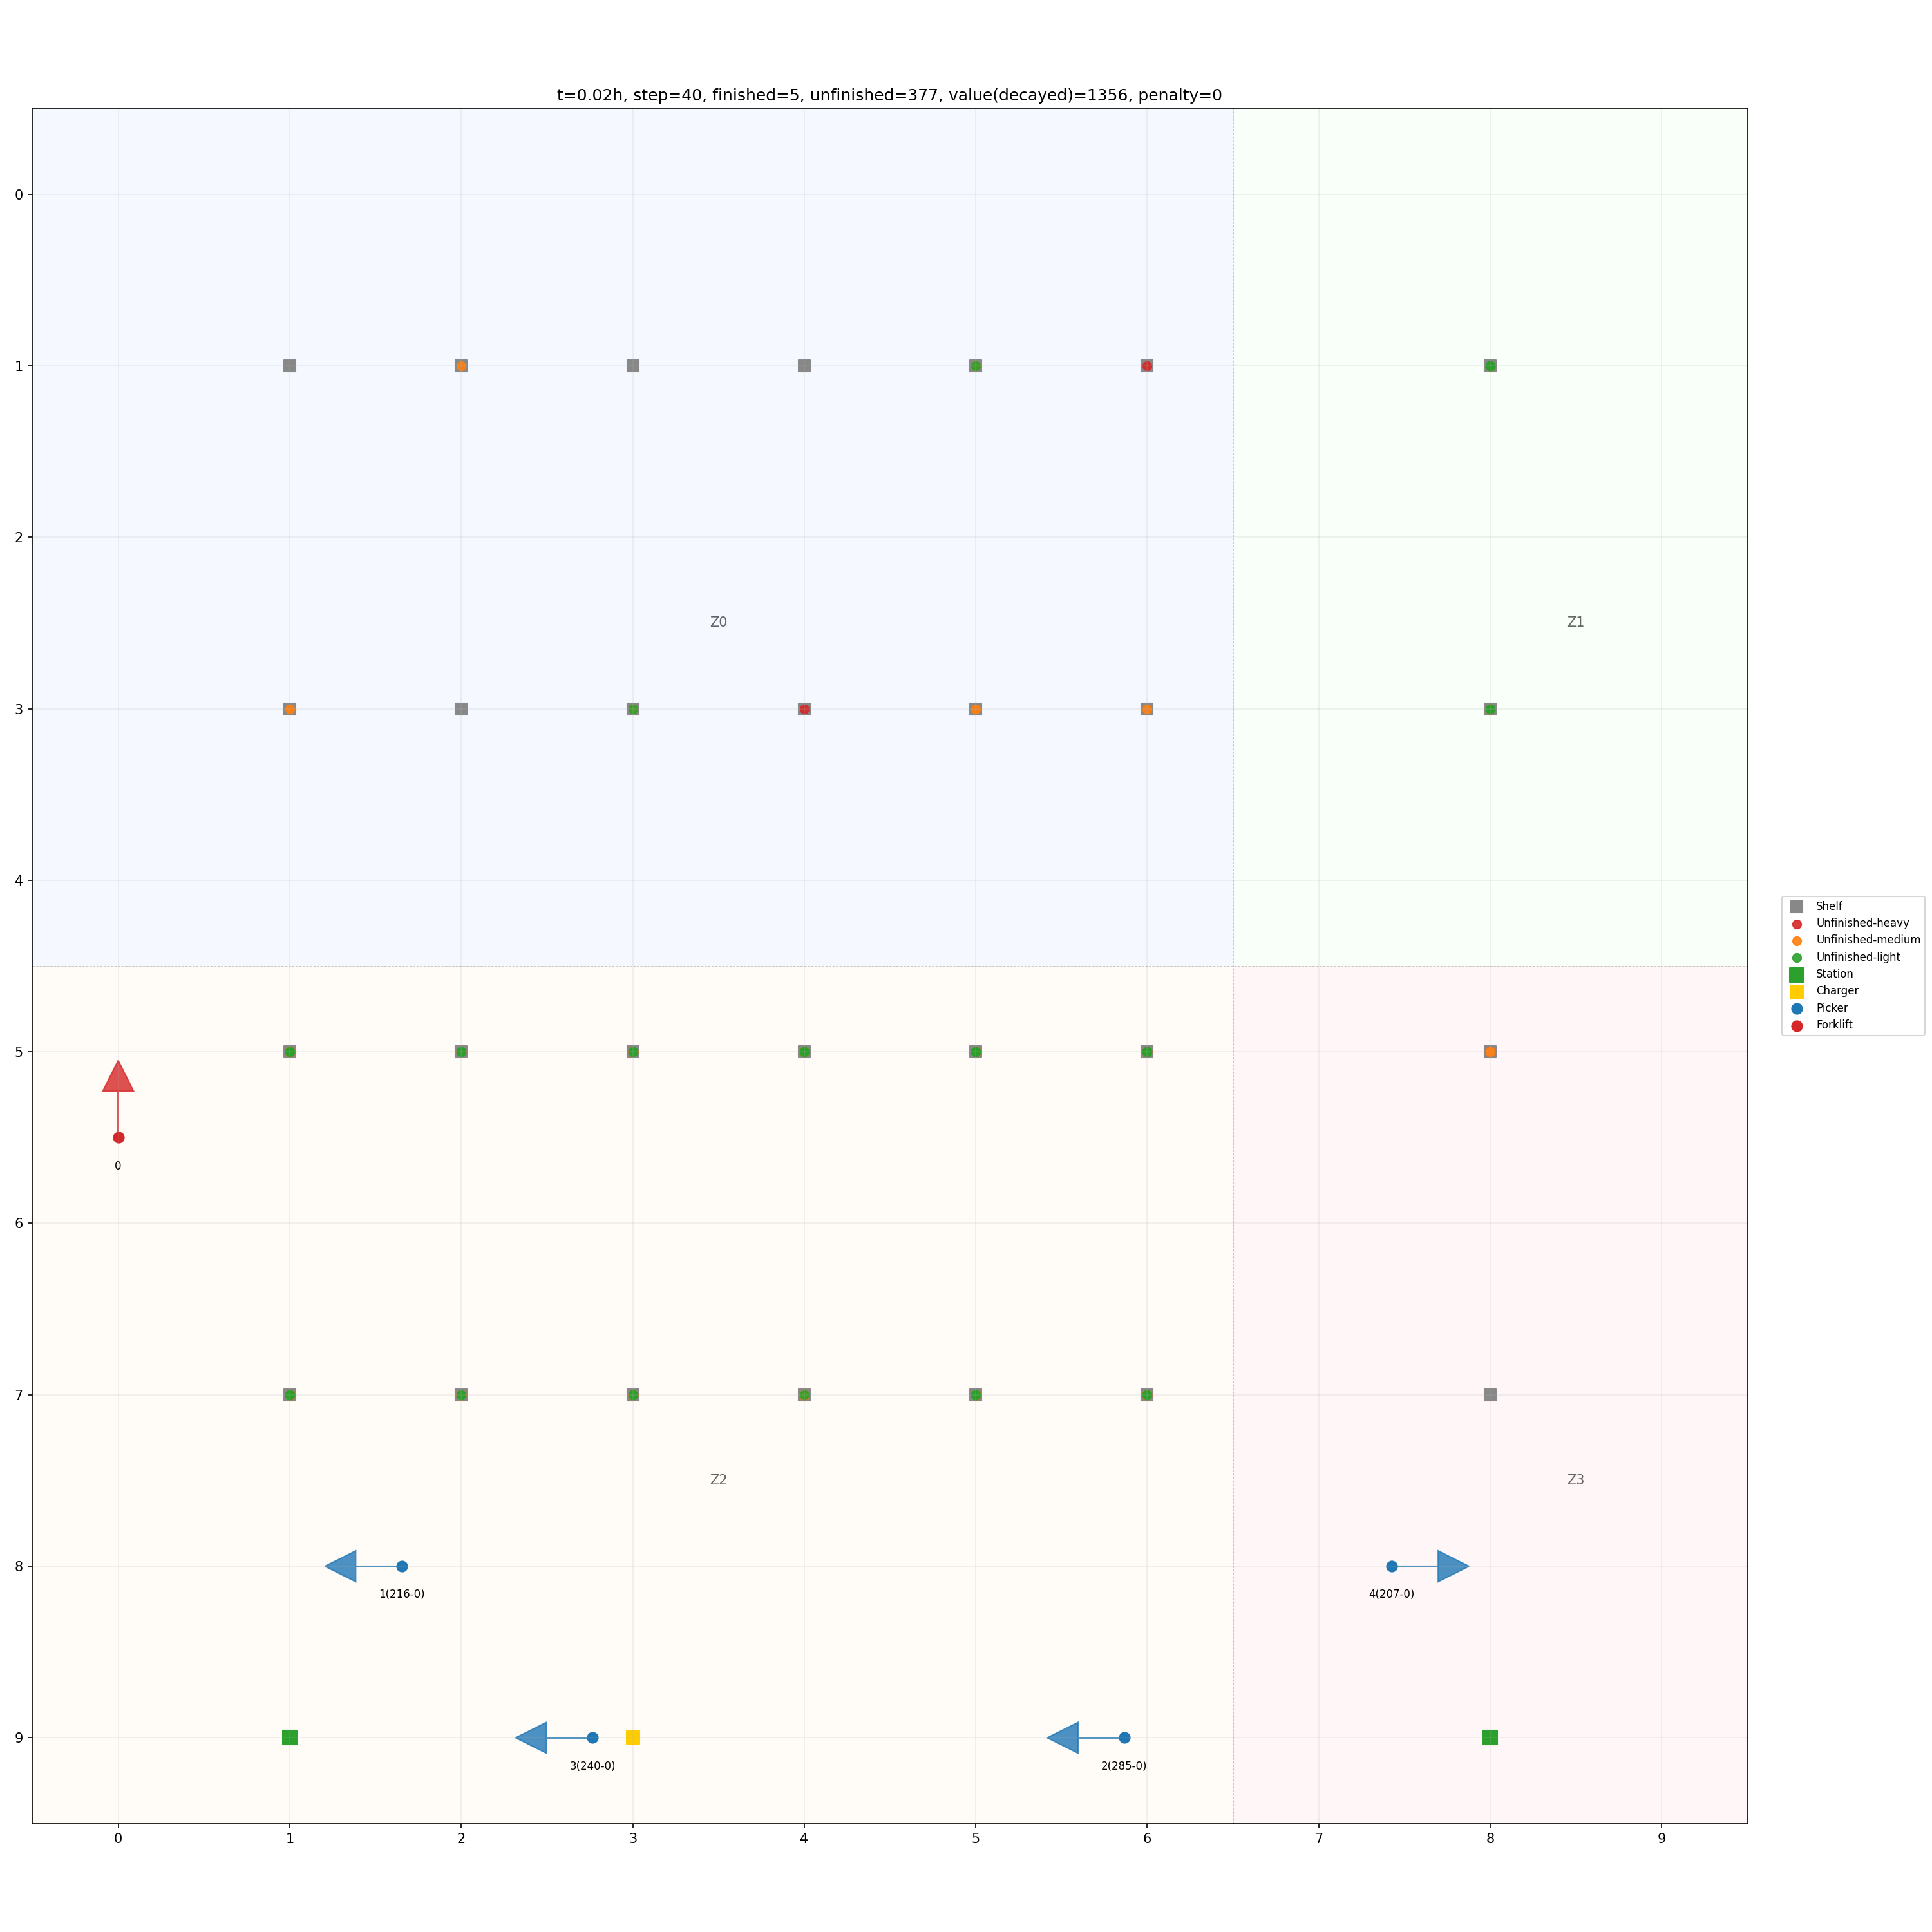 t=0.02h, step=40, finished=5, unfinished=377, value(decayed)=1356, penalty=0
0
1
2
Z0
Z1
3
4
Shelf
Unfinished-heavy
Unfinished-medium
Unfinished-light
Station
Charger
Picker
Forklift
5
0
6
7
Z2
Z3
8
1(216-0)
4(207-0)
9
3(240-0)
2(285-0)
0 1 2 3 4 5 6 7 8 9